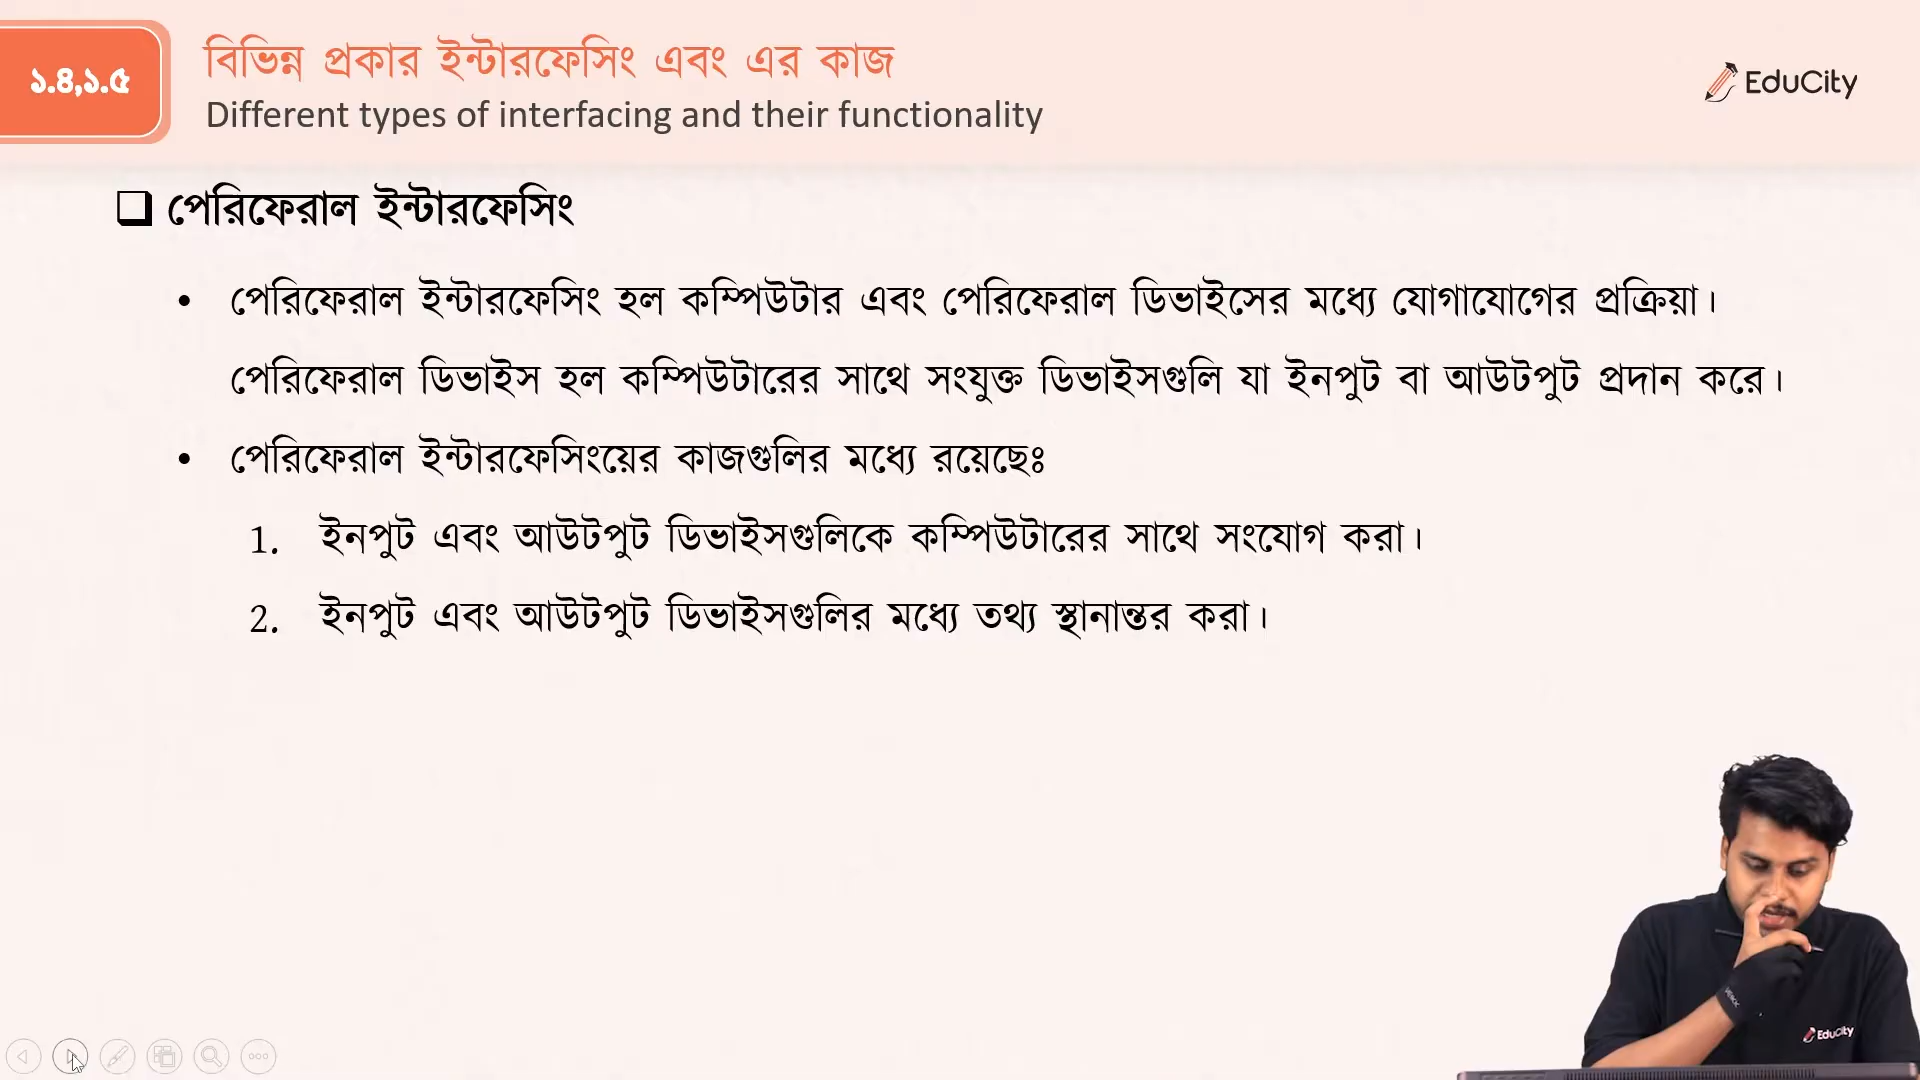 ১.৪,১.৫
বিভিন্ন প্রকার ইন্টারফেসিং এবং এর কাজ
Different types of interfacing and their functionality
EduCity
পেরিফেরাল ইন্টারফেসিং
• পেরিফেরাল ইন্টারফেসিং হল কম্পিউটার এবং পেরিফেরাল ডিভাইসের মধ্যে যোগাযোগের প্রক্রিয়া।
পেরিফেরাল ডিভাইস হল কম্পিউটারের সাথে সংযুক্ত ডিভাইসগুলি যা ইনপুট বা আউটপুট প্রদান করে।
• পেরিফেরাল ইন্টারফেসিংয়ের কাজগুলির মধ্যে রয়েছেঃ
1. ইনপুট এবং আউটপুট ডিভাইসগুলিকে কম্পিউটারের সাথে সংযোগ করা।
2. ইনপুট এবং আউটপুট ডিভাইসগুলির মধ্যে তথ্য স্থানান্তর করা।
EduCity